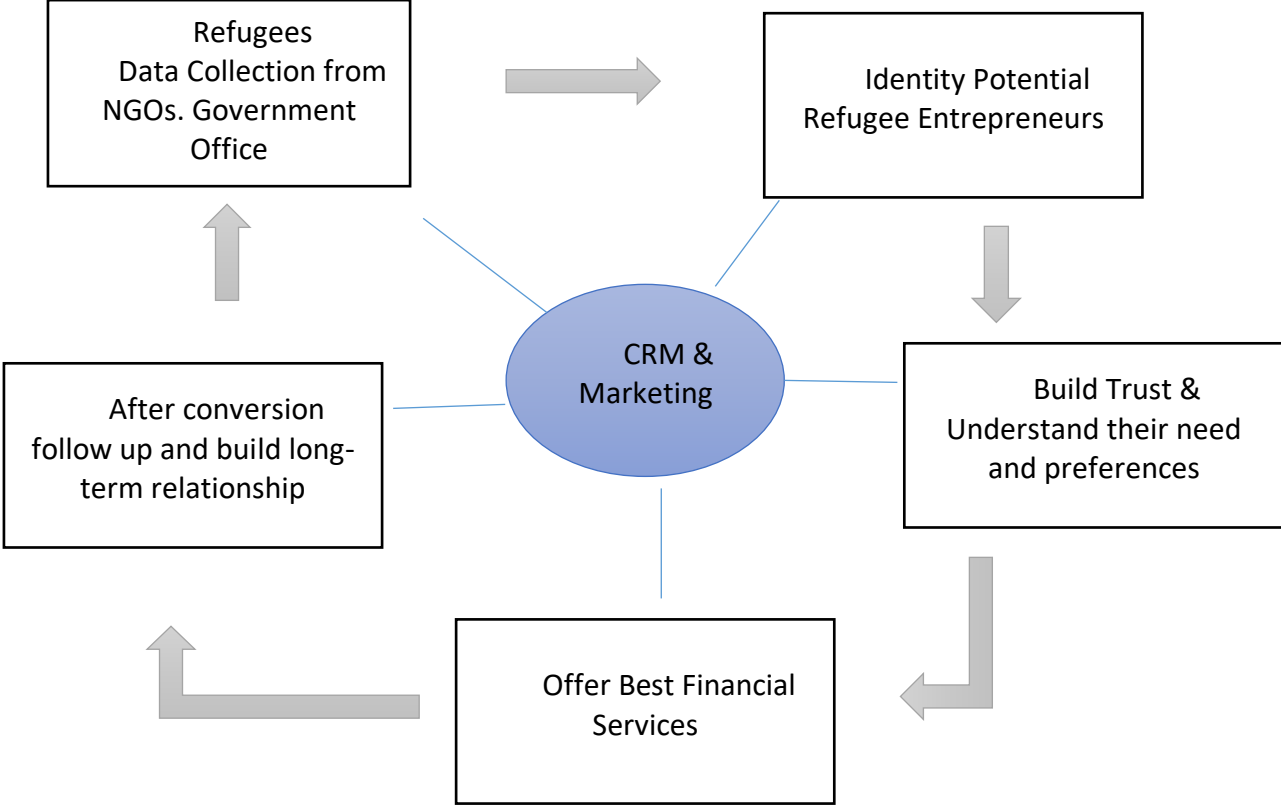 Refugees
Data Collection from
NGOs. Government
Office
Identity Potential
Refugee Entrepreneurs
CRM &
Marketing
Build Trust &
Understand their need
and preferences
After conversion
follow up and build long-
term relationship
Offer Best Financial
Services